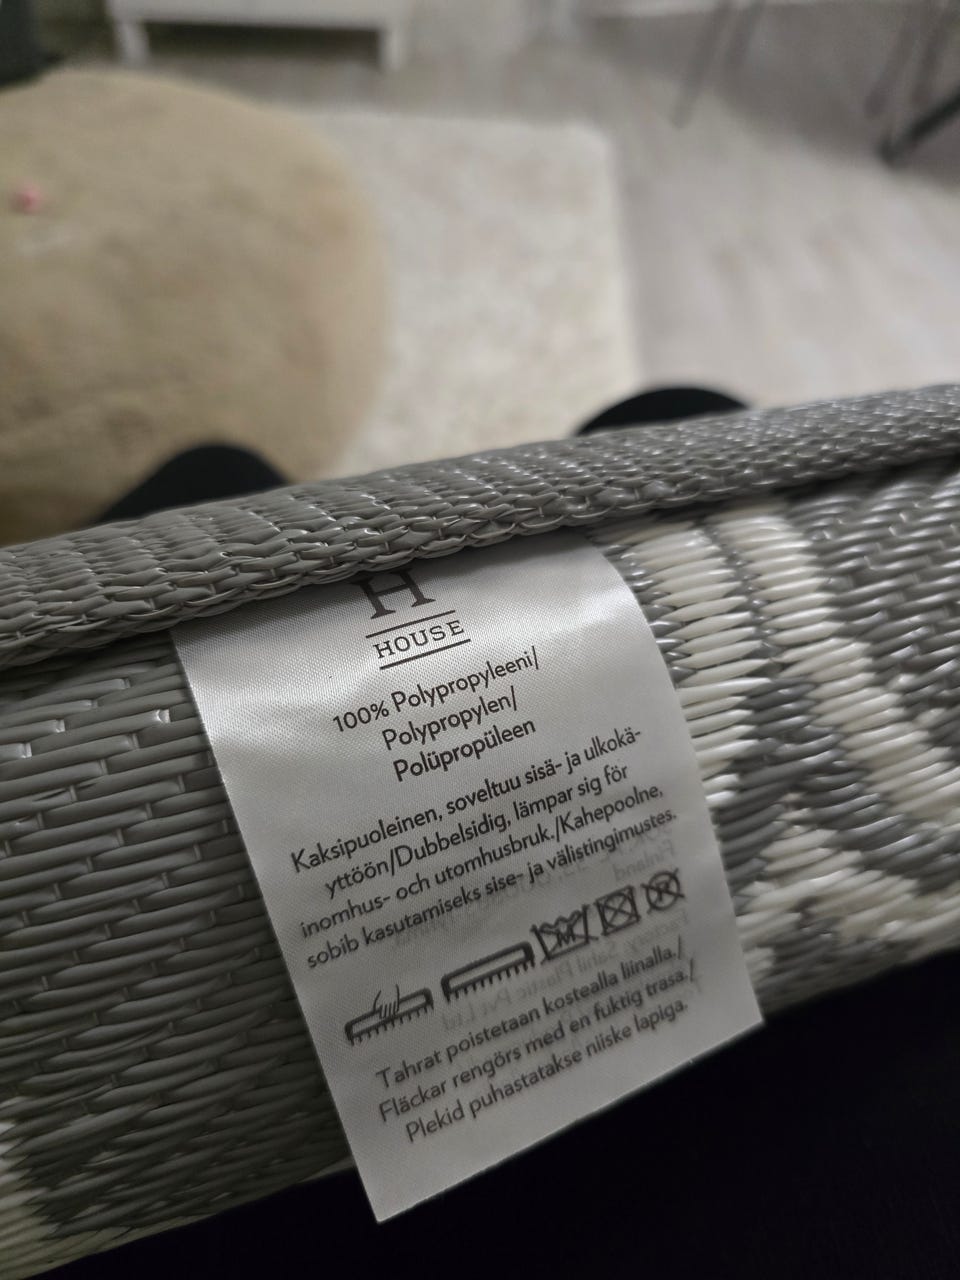 H
HOUSE
100% Polypropyleeni/
Polypropylen/
Polüpropüleen
Kaksipuoleinen, soveltuu sisä- ja ulkokä-
yttöön/Dubbelsidig, lämpar sig för
inomhus- och utomhusbruk./Kahepoolne,
sobib kasutamiseks sise- ja välistingimustes.
Tahrat poistetaan kostealla liinalla./
Fläckar rengörs med en fuktig trasa./
Plekid puhastatakse niiske lapiga.